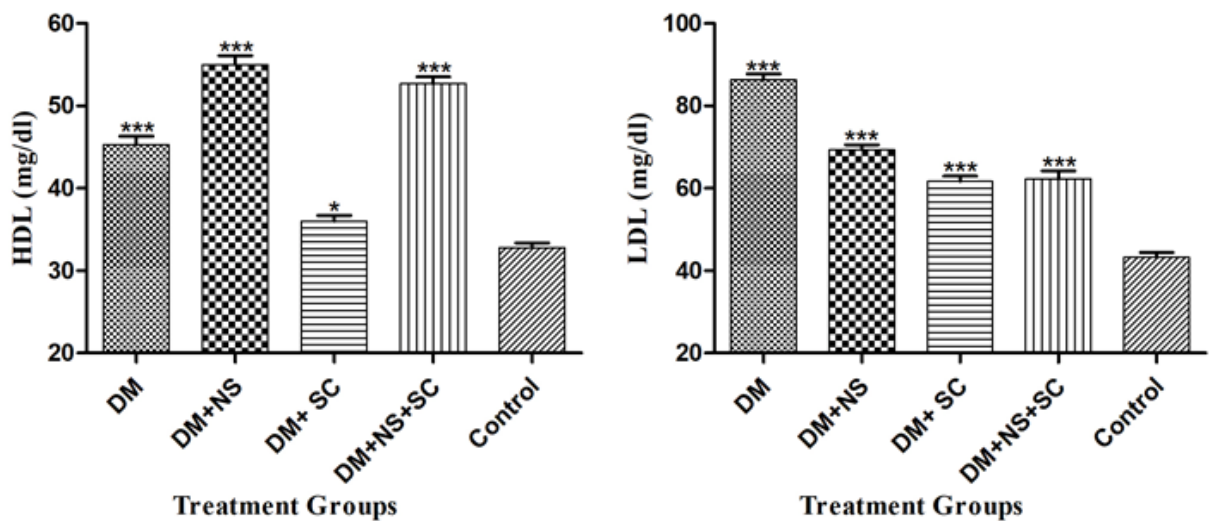 HDL (mg/dl)
60
50
40
30
20
***
***
*
***
DM
DM+NS
DM+ SC
DM+NS+SC
Control
Treatment Groups
LDL (mg/dl)
100
80
60
40
20
***
***
***
***
DM
DM+NS
DM+ SC
DM+NS+SC
Control
Treatment Groups